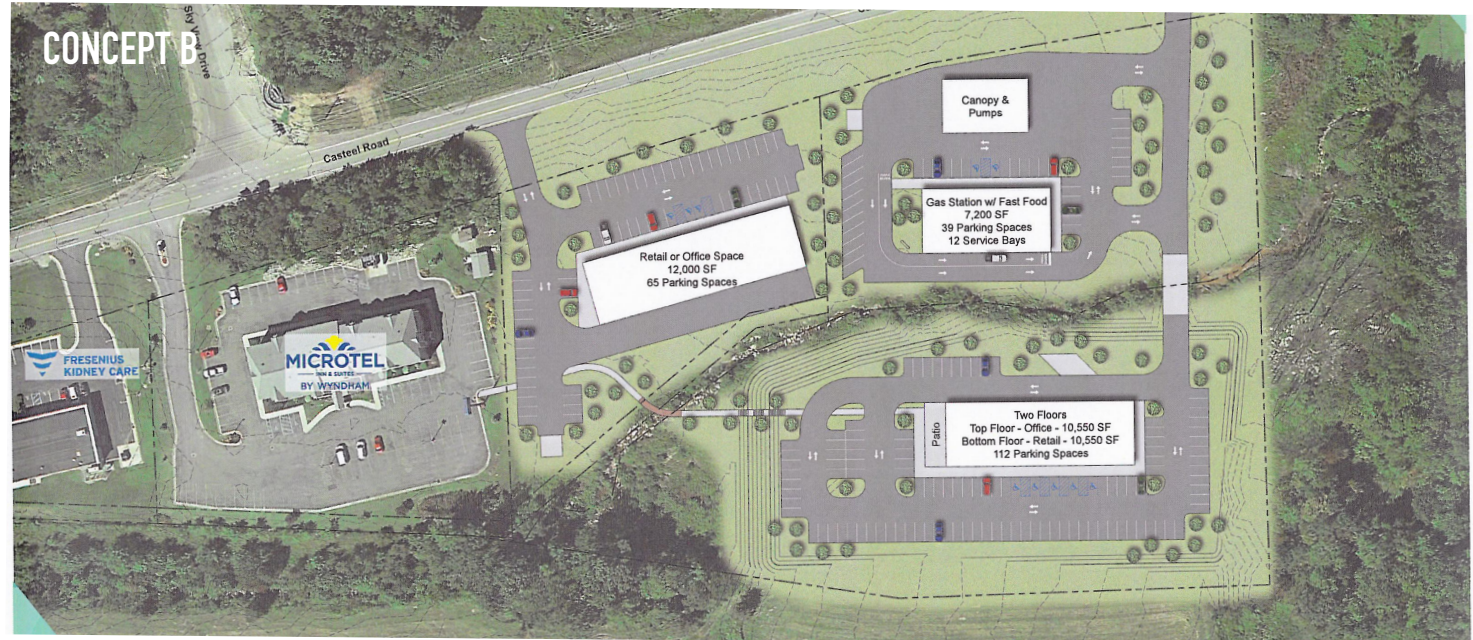 CONCEPT B
Sky View Drive
Casteel Road
Canopy &
Pumps
Gas Station w/ Fast Food
7,200 SF
39 Parking Spaces
12 Service Bays
Retail or Office Space
12,000 SF
65 Parking Spaces
FRESENIUS
KIDNEY CARE
MICROTEL
INN & SUITES
BY WYNDHAM
Patio
Two Floors
Top Floor - Office - 10,550 SF
Bottom Floor - Retail - 10,550 SF
112 Parking Spaces